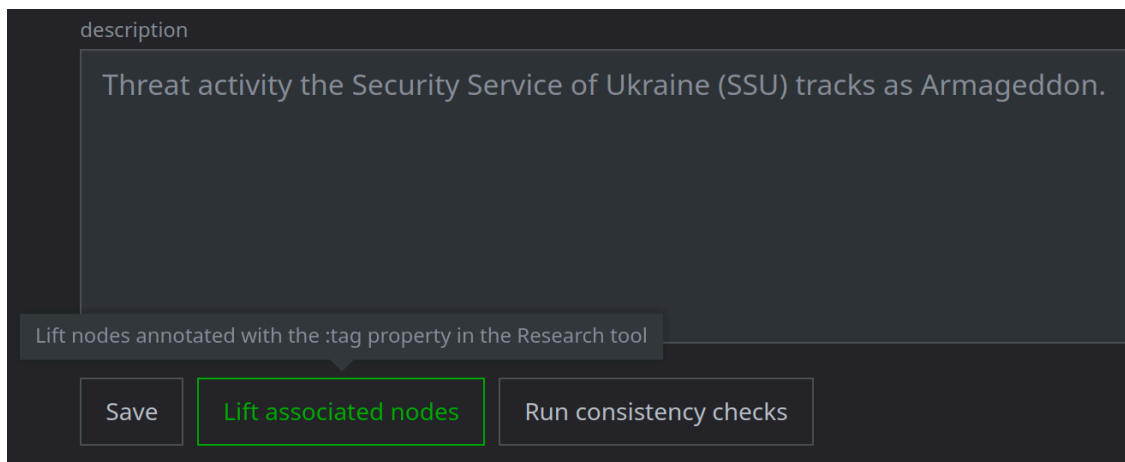 description
Threat activity the Security Service of Ukraine (SSU) tracks as Armageddon.
Lift nodes annotated with the :tag property in the Research tool
Save
Lift associated nodes
Run consistency checks